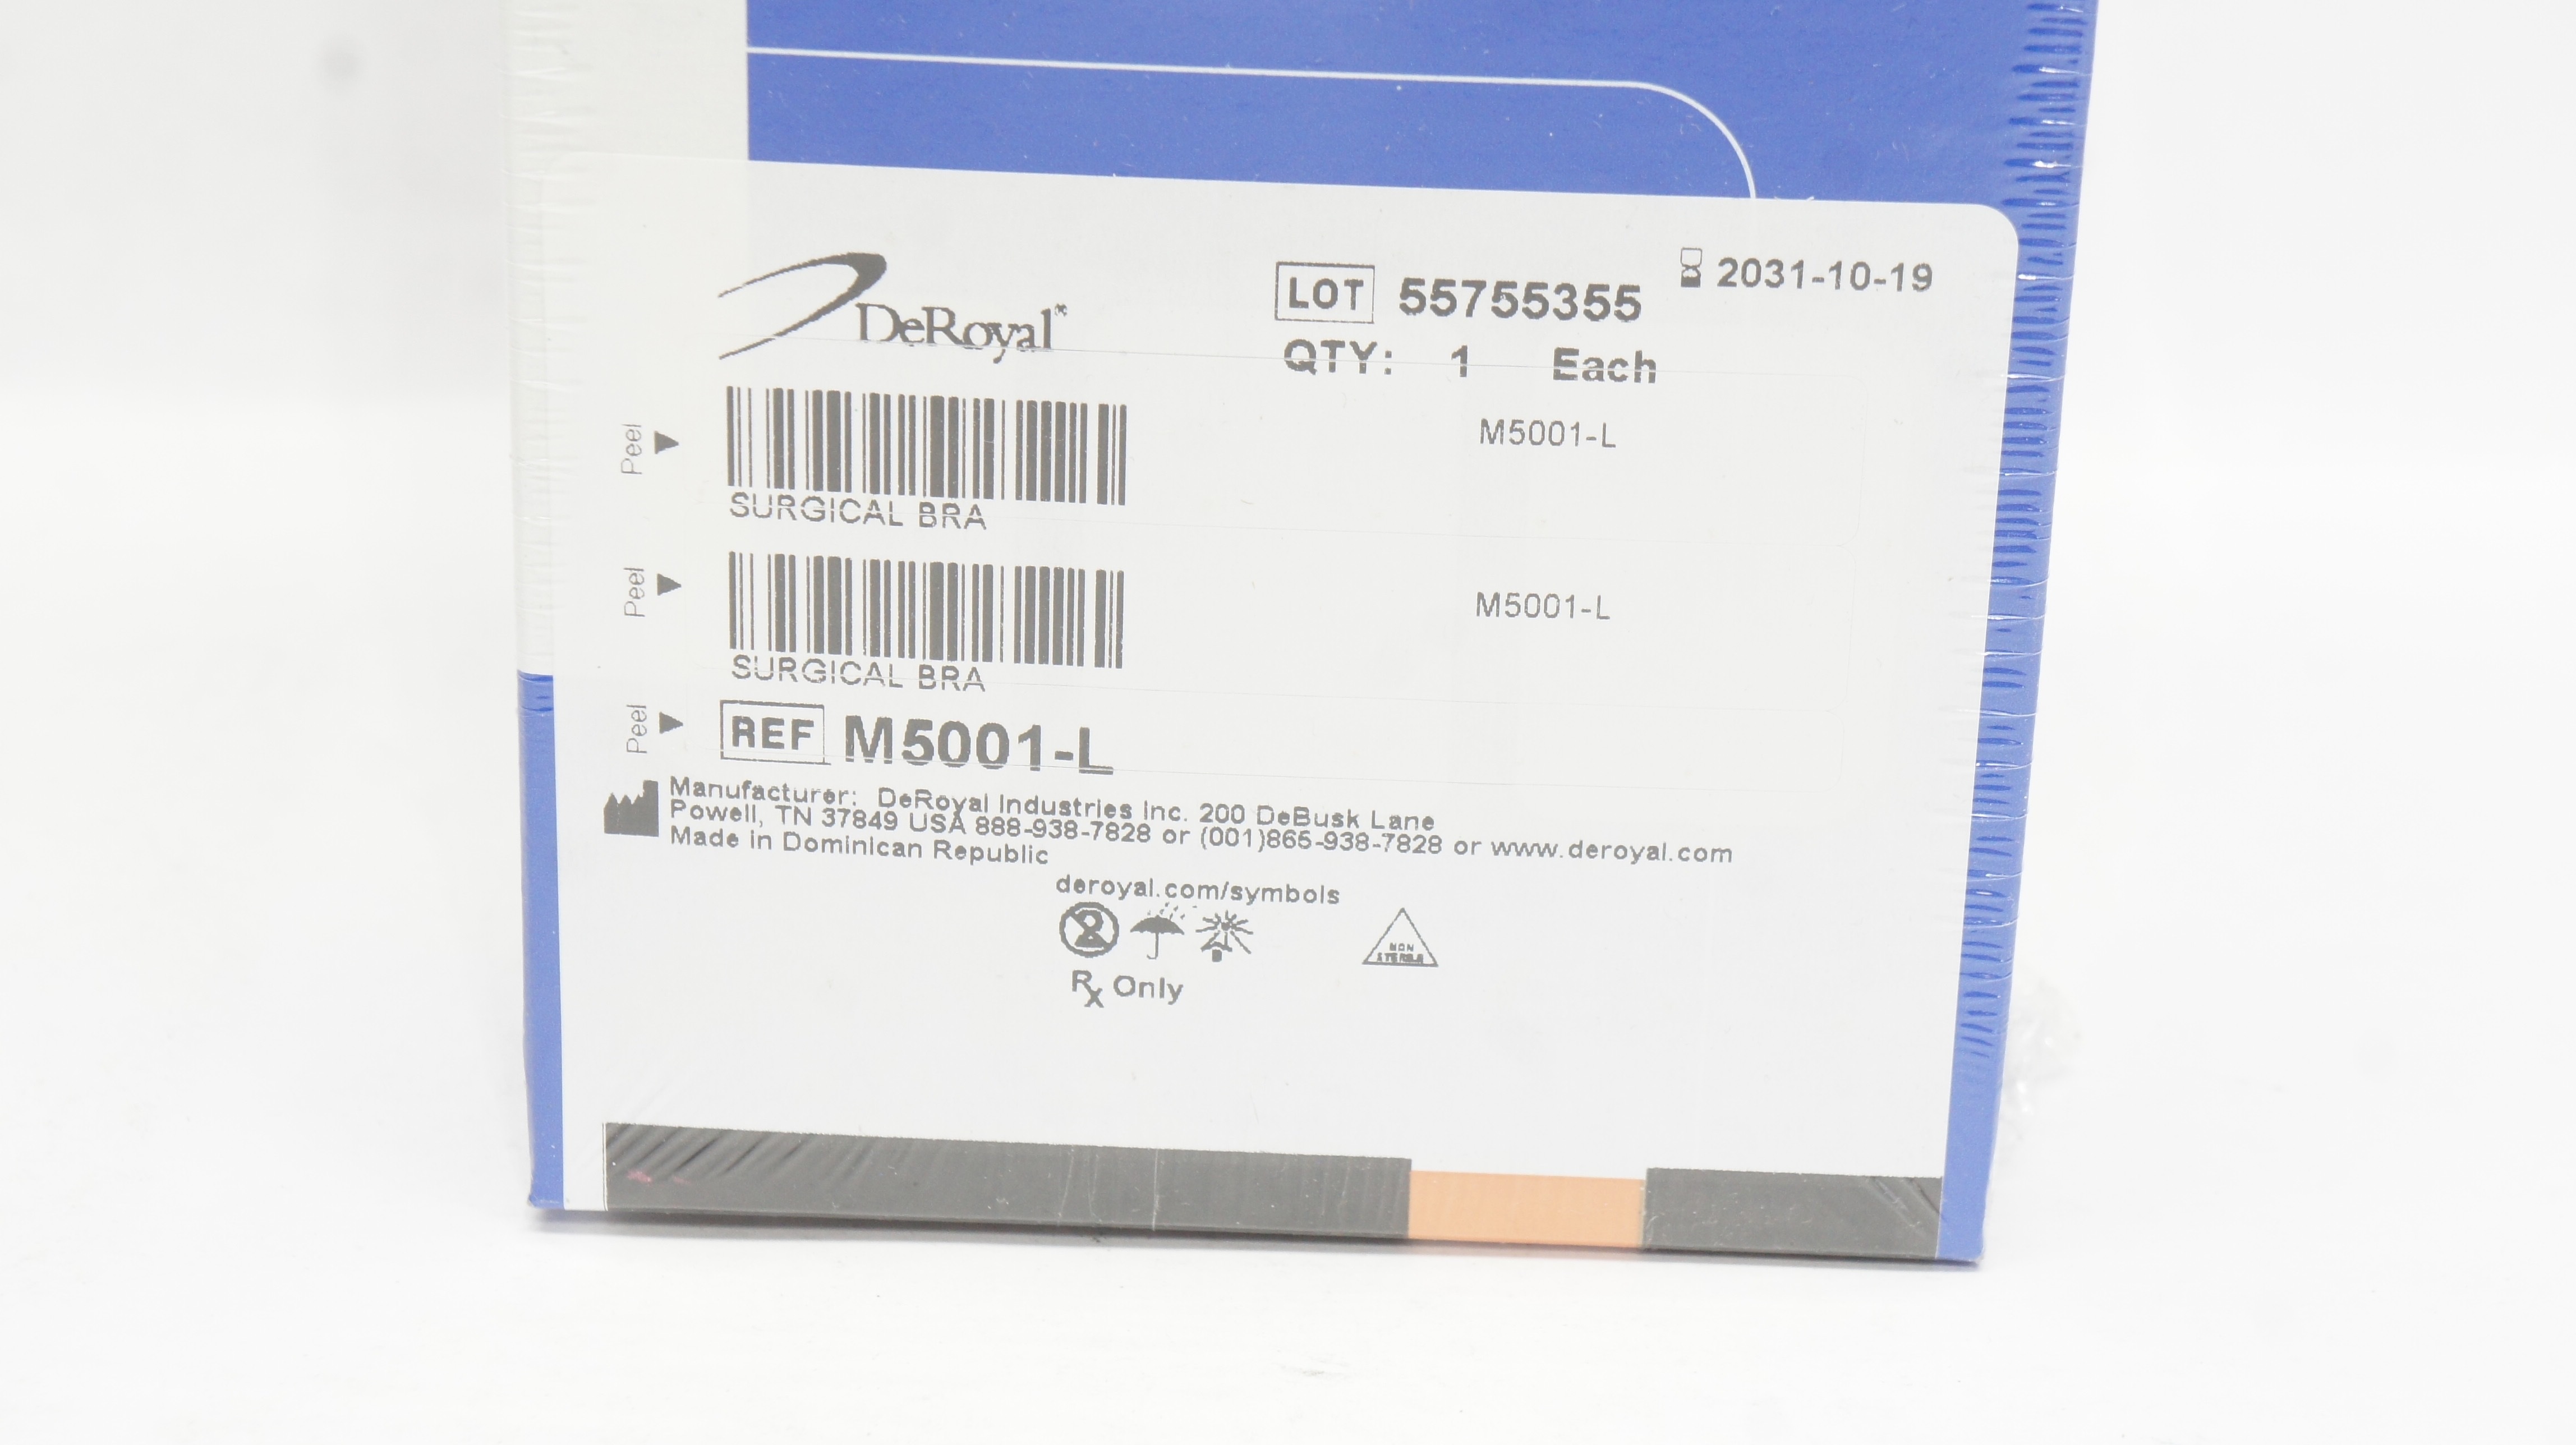 DeRoyal®
LOT 55755355
2031-10-19
QTY: 1 Each
Peel
M5001-L
SURGICAL BRA
Peel
M5001-L
SURGICAL BRA
Peel
REF M5001-L
Manufacturer: DeRoyal Industries Inc. 200 DeBusk Lane
Powell, TN 37849 USA 888-938-7828 or (001)865-938-7828 or www.deroyal.com
Made in Dominican Republic
deroyal.com/symbols
2
NON
STERILE
Rx Only